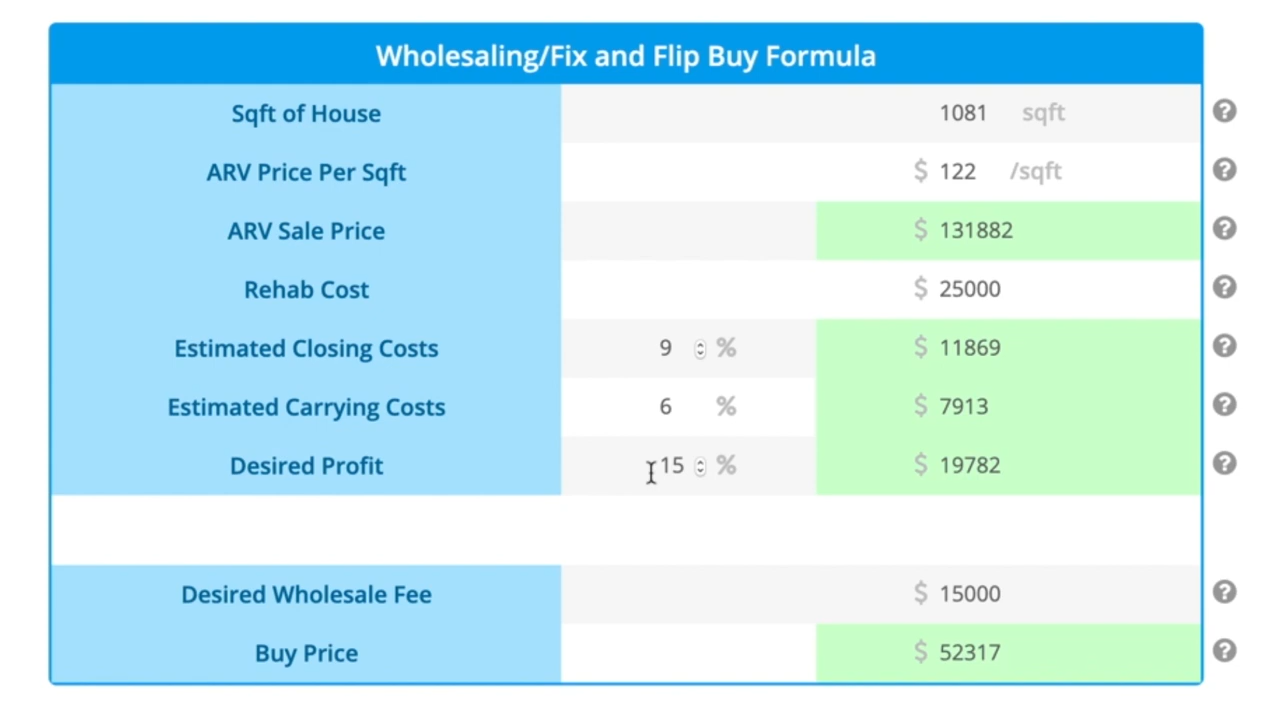 Wholesaling/Fix and Flip Buy Formula
Sqft of House 1081 sqft ?
ARV Price Per Sqft $ 122 /sqft ?
ARV Sale Price $ 131882 ?
Rehab Cost $ 25000 ?
Estimated Closing Costs 9 % $ 11869 ?
Estimated Carrying Costs 6 % $ 7913 ?
Desired Profit 15 % $ 19782 ?
Desired Wholesale Fee $ 15000 ?
Buy Price $ 52317 ?